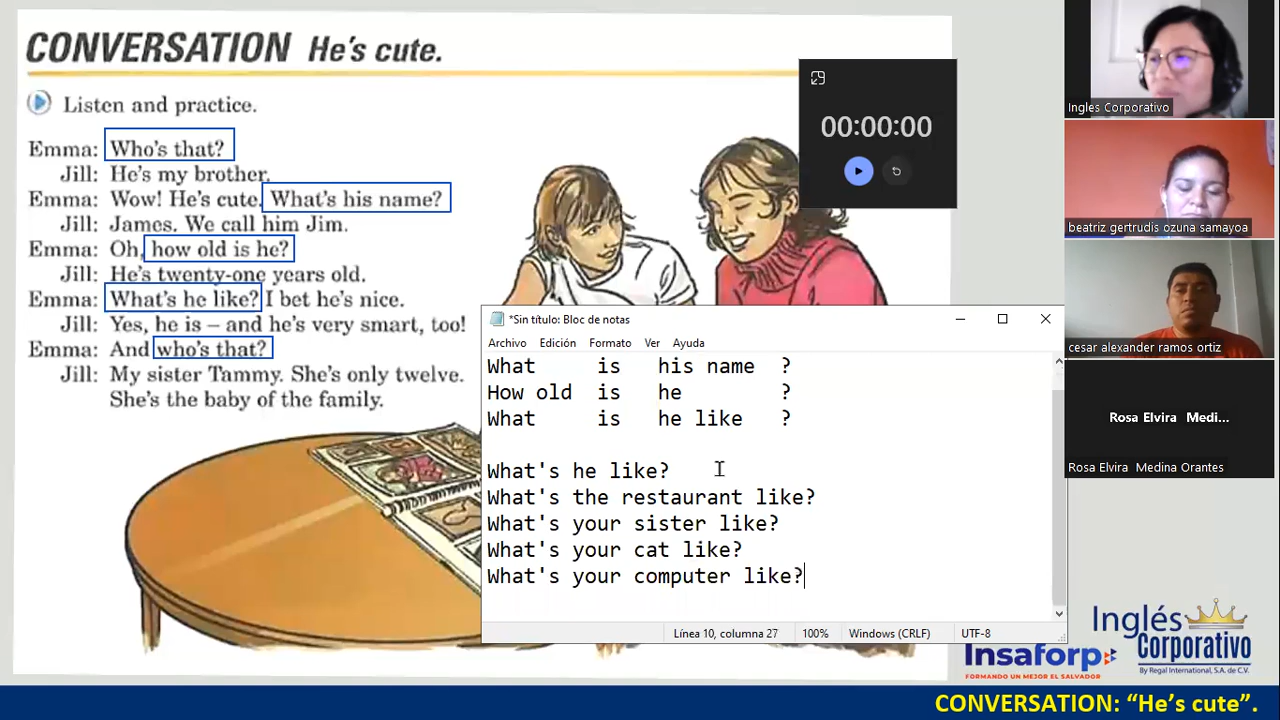 CONVERSATION He's cute.
Listen and practice.
Emma: Who's that?
Jill: He's my brother.
Emma: Wow! He's cute. What's his name?
Jill: James. We call him Jim.
Emma: Oh, how old is he?
Jill: He's twenty-one years old.
Emma: What's he like? I bet he's nice.
Jill: Yes, he is – and he's very smart, too!
Emma: And who's that?
Jill: My sister Tammy. She's only twelve.
She's the baby of the family.
00:00:00
*Sin título: Bloc de notas
Archivo Edición Formato Ver Ayuda
What is his name ?
How old is he ?
What is he like ?
What's he like?
What's the restaurant like?
What's your sister like?
What's your cat like?
What's your computer like?
Línea 10, columna 27 100% Windows (CRLF) UTF-8
Ingles Corporativo
beatriz gertrudis ozuna samayoa
cesar alexander ramos ortiz
Rosa Elvira Medi...
Rosa Elvira Medina Orantes
Inglés
Corporativo
By Regal International, S.A. de C.V.
Insaforp
FORMANDO UN MEJOR EL SALVADOR
CONVERSATION: “He's cute”.